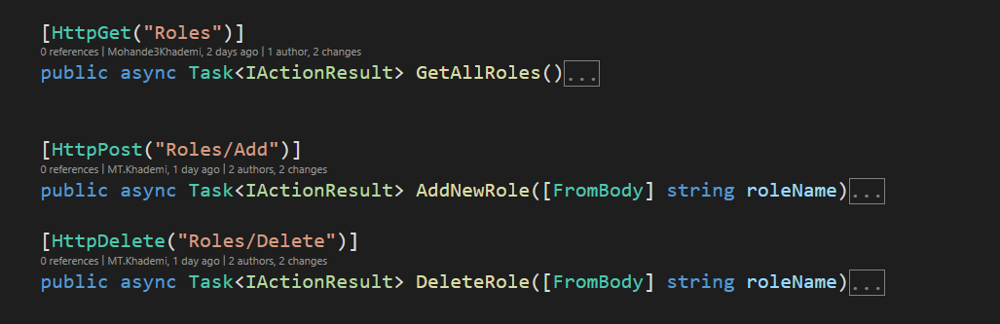 [HttpGet("Roles")]
0 references | Mohande3Khademi, 2 days ago | 1 author, 2 changes
public async Task<IActionResult> GetAllRoles()...
[HttpPost("Roles/Add")]
0 references | MT.Khademi, 1 day ago | 2 authors, 2 changes
public async Task<IActionResult> AddNewRole([FromBody] string roleName)...
[HttpDelete("Roles/Delete")]
0 references | MT.Khademi, 1 day ago | 2 authors, 2 changes
public async Task<IActionResult> DeleteRole([FromBody] string roleName)...